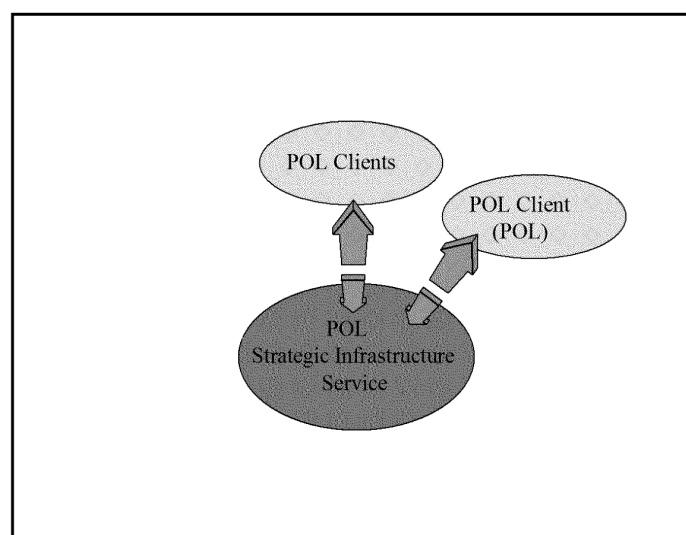 POL Clients
POL Client
(POL)
POL
Strategic Infrastructure
Service